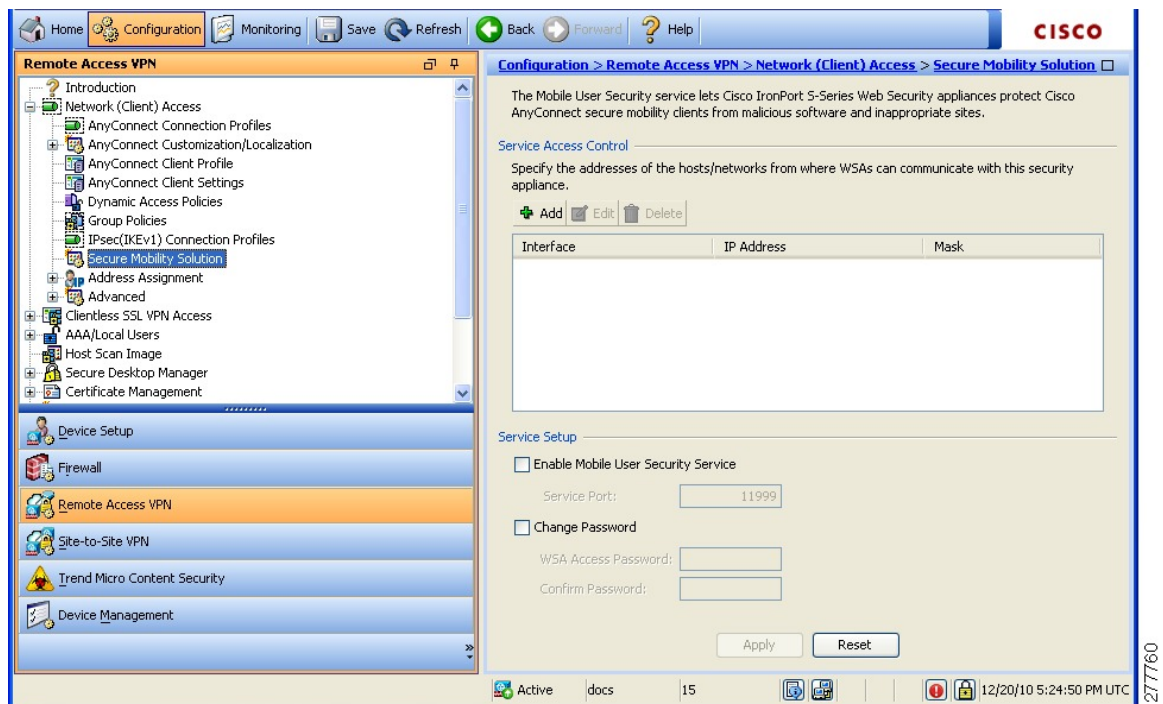 Home Configuration Monitoring Save Refresh Back Forward Help
CISCO
Remote Access VPN
Introduction
Network (Client) Access
AnyConnect Connection Profiles
AnyConnect Customization/Localization
AnyConnect Client Profile
AnyConnect Client Settings
Dynamic Access Policies
Group Policies
IPsec(IKEv1) Connection Profiles
Secure Mobility Solution
Address Assignment
Advanced
Clientless SSL VPN Access
AAA/Local Users
Host Scan Image
Secure Desktop Manager
Certificate Management
Device Setup
Firewall
Remote Access VPN
Site-to-Site VPN
Trend Micro Content Security
Device Management
Configuration > Remote Access VPN > Network (Client) Access > Secure Mobility Solution
The Mobile User Security service lets Cisco IronPort S-Series Web Security appliances protect Cisco
AnyConnect secure mobility clients from malicious software and inappropriate sites.
Service Access Control
Specify the addresses of the hosts/networks from where WSAs can communicate with this security
appliance.
Add Edit Delete
Interface IP Address Mask
Service Setup
Enable Mobile User Security Service
Service Port: 11999
Change Password
WSA Access Password:
Confirm Password:
Apply Reset
Active docs 15 12/20/10 5:24:50 PM UTC
277760